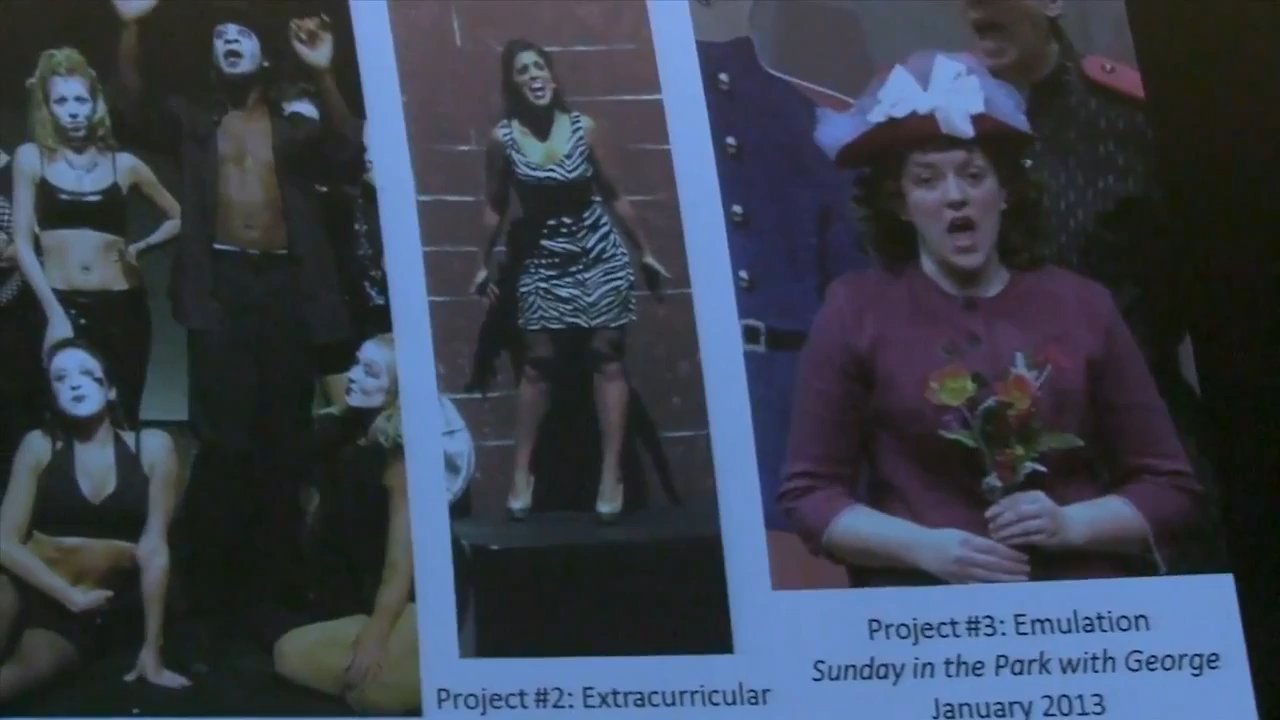 Project #2: Extracurricular
Project #3: Emulation
Sunday in the Park with George
January 2013